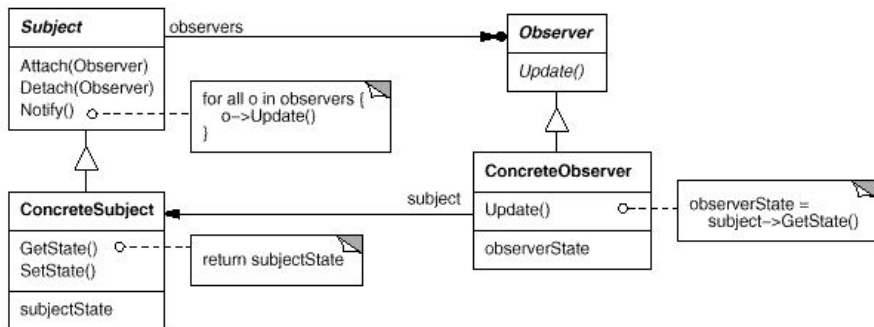 Subject
observers
Observer
Attach(Observer)
Detach(Observer)
Notify()
for all o in observers {
o->Update()
}
Update()
ConcreteSubject
subject
ConcreteObserver
GetState()
SetState()
return subjectState
subjectState
Update()
observerState =
subject->GetState()
observerState